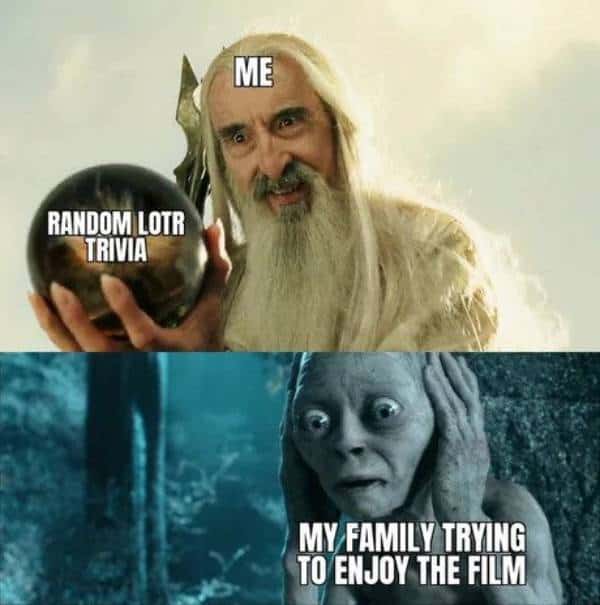 ME
RANDOM LOTR
TRIVIA
MY FAMILY TRYING
TO ENJOY THE FILM